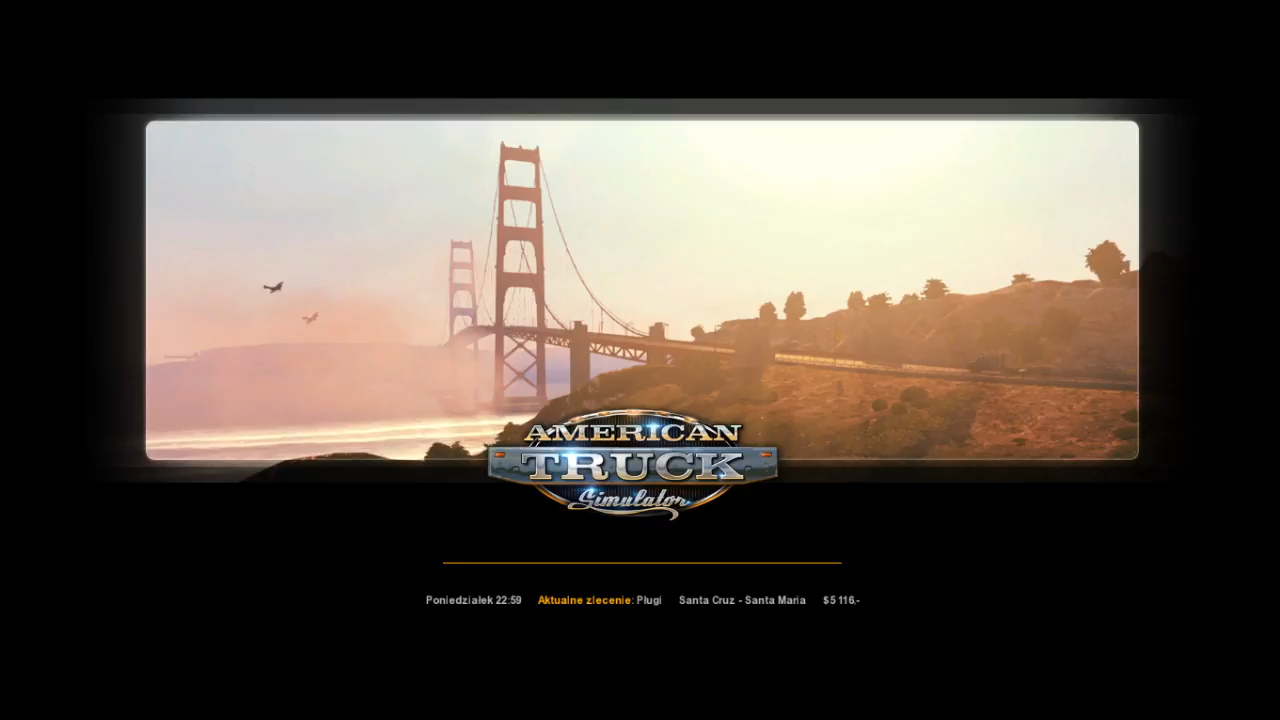 AMERICAN
TRUCK
Simulator
Poniedziałek 22:59 Aktualne zlecenie: Pługi Santa Cruz - Santa Maria $5 116,-